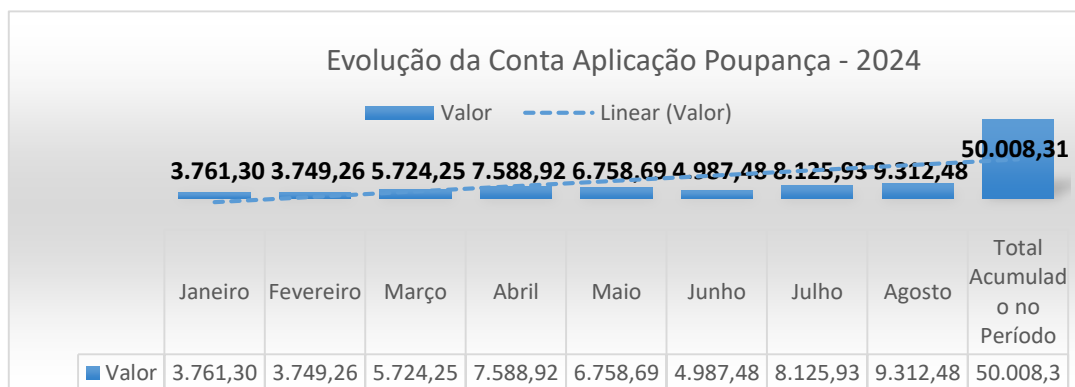 Evolução da Conta Aplicação Poupança - 2024
Valor Linear (Valor)
50.008,31
3.761,30 3.749,26 5.724,25 7.588,92 6.758,69 4.987,48 8.125,93 9.312,48
Janeiro Fevereiro Março Abril Maio Junho Julho Agosto Total
Acumulad
o no
Período
Valor 3.761,30 3.749,26 5.724,25 7.588,92 6.758,69 4.987,48 8.125,93 9.312,48 50.008,3